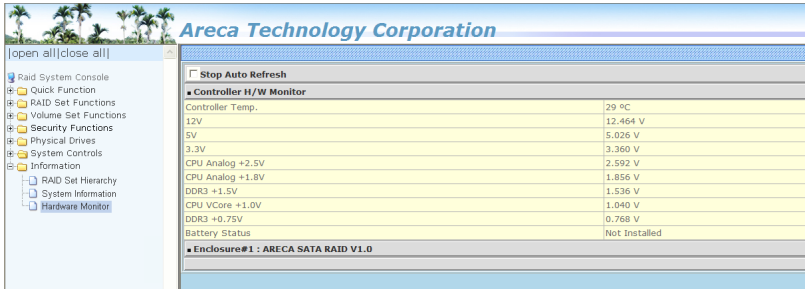 Areca Technology Corporation
|open all|close all|
Raid System Console
Quick Function
RAID Set Functions
Volume Set Functions
Security Functions
Physical Drives
System Controls
Information
RAID Set Hierarchy
System Information
Hardware Monitor
Stop Auto Refresh
Controller H/W Monitor
Controller Temp. 29 ºC
12V 12.464 V
5V 5.026 V
3.3V 3.360 V
CPU Analog +2.5V 2.592 V
CPU Analog +1.8V 1.856 V
DDR3 +1.5V 1.536 V
CPU VCore +1.0V 1.040 V
DDR3 +0.75V 0.768 V
Battery Status Not Installed
Enclosure#1 : ARECA SATA RAID V1.0